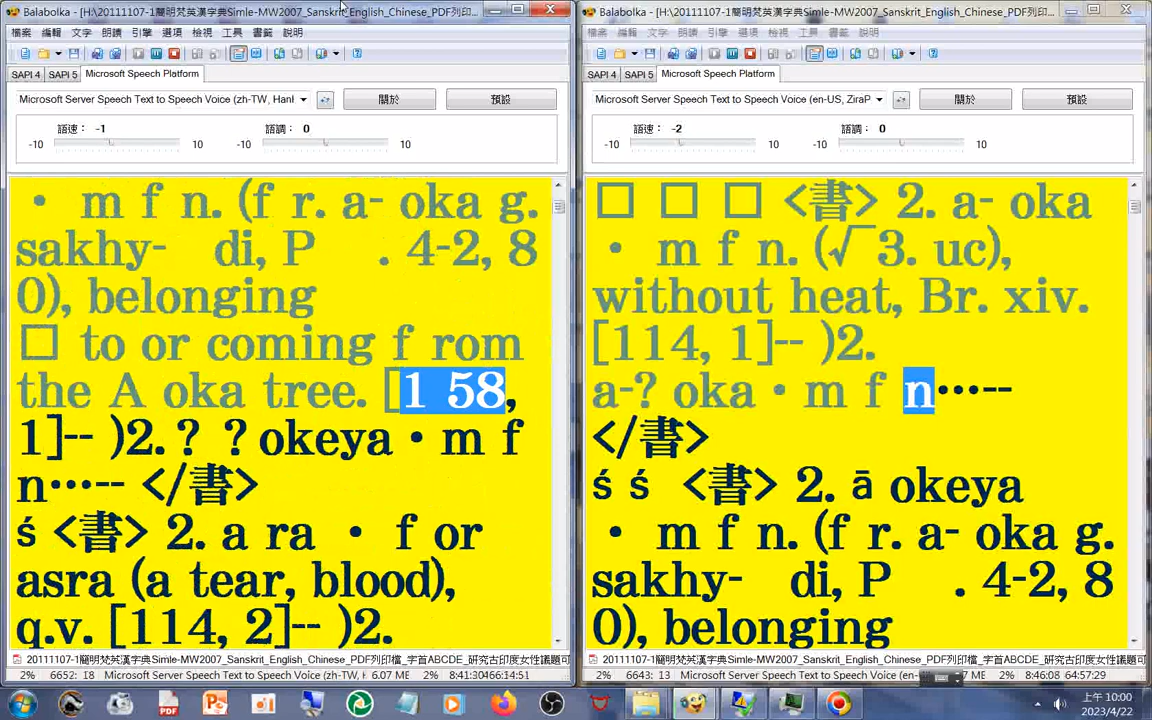 Balabolka - [H:\20111107-1簡明梵英漢字典Simle-MW2007_Sanskrit_English_Chinese_PDF列印...
檔案 編輯 文字 朗讀 引擎 選項 檢視 工具 書籤 說明
SAPI 4 SAPI 5 Microsoft Speech Platform
Microsoft Server Speech Text to Speech Voice (zh-TW, Hanl
關於 預設
語速： -1 語調： 0
-10 10 -10 10
• m f n. (f r. a- oka g.
sakhy- di, P . 4-2, 8
0), belonging
□ to or coming f rom
the A oka tree. [1 58,
1]-- )2. ? ? okeya • m f
n…-- </書>
ś <書> 2. a ra • f or
asra (a tear, blood),
q.v. [114, 2]-- )2.
20111107-1簡明梵英漢字典Simle-MW2007_Sanskrit_English_Chinese_PDF列印檔_字首ABCDE_研究古印度女性議題可
2% 6652: 18 Microsoft Server Speech Text to Speech Voice (zh-TW, H 6.07 ME 2% 8:41:30466:14:51
Balabolka - [H:\20111107-1簡明梵英漢字典Simle-MW2007_Sanskrit_English_Chinese_PDF列印...
檔案 編輯 文字 朗讀 引擎 選項 檢視 工具 書籤 說明
SAPI 4 SAPI 5 Microsoft Speech Platform
Microsoft Server Speech Text to Speech Voice (en-US, ZiraP
關於 預設
語速： -2 語調： 0
-10 10 -10 10
□ □ □ <書> 2. a- oka
• m f n. (√ 3. uc),
without heat, Br. xiv.
[114, 1]-- )2.
a-? oka • m f n…--
</書>
ś ś <書> 2. ā okeya
• m f n. (f r. a- oka g.
sakhy- di, P . 4-2, 8
0), belonging
20111107-1簡明梵英漢字典Simle-MW2007_Sanskrit_English_Chinese_PDF列印檔_字首ABCDE_研究古印度女性議題可
2% 6643: 13 Microsoft Server Speech Text to Speech Voice (en-US, 7 ME 2% 8:46:08 64:57:29
上午 10:00
2023/4/22